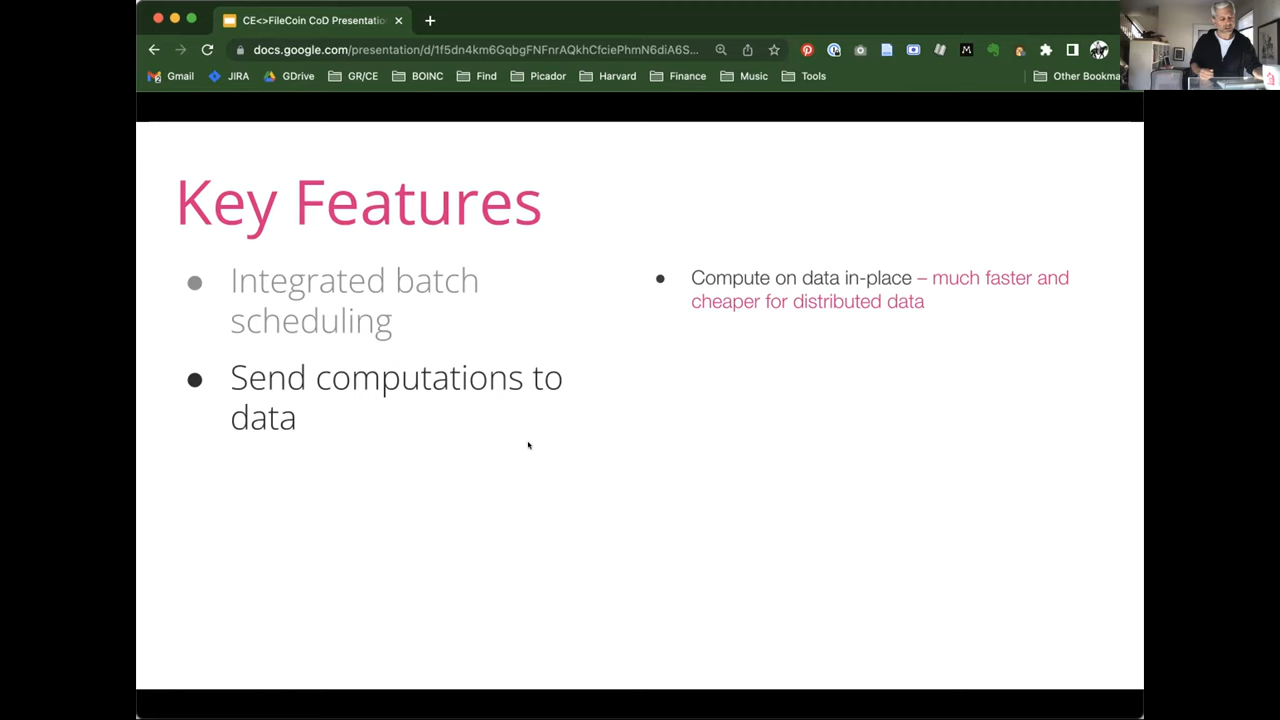 CE<>FileCoin CoD Presentatio
docs.google.com/presentation/d/1f5dn4km6GqbgFNFnrAQkhCfciePhmN6diA6S...
Gmail JIRA GDrive GR/CE BOINC Find Picador Harvard Finance Music Tools Other Bookma
Key Features
● Integrated batch
scheduling
● Send computations to
data
● Compute on data in-place – much faster and
cheaper for distributed data